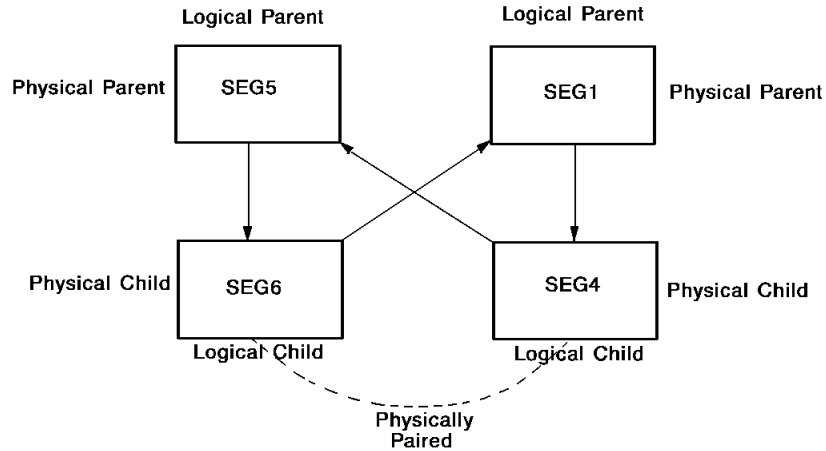 Logical Parent
Logical Parent
Physical Parent
SEG5
SEG1
Physical Parent
Physical Child
SEG6
SEG4
Physical Child
Logical Child
Logical Child
Physically
Paired